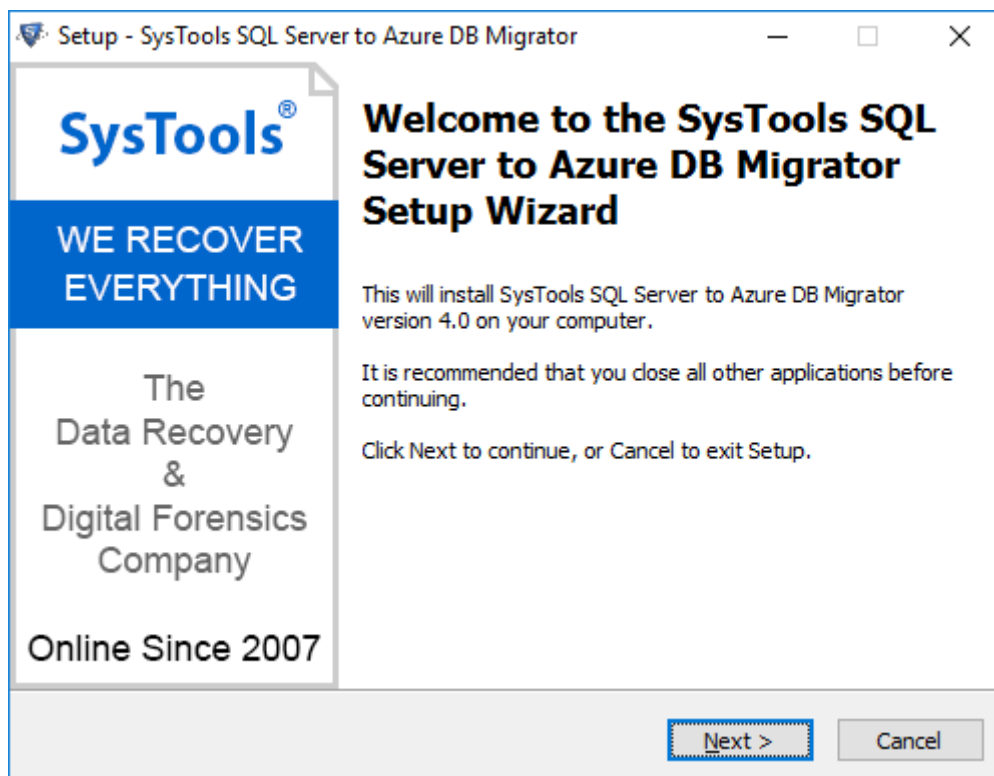 Setup - SysTools SQL Server to Azure DB Migrator
SysTools®
WE RECOVER
EVERYTHING
The
Data Recovery
&
Digital Forensics
Company
Online Since 2007
Welcome to the SysTools SQL
Server to Azure DB Migrator
Setup Wizard
This will install SysTools SQL Server to Azure DB Migrator
version 4.0 on your computer.
It is recommended that you close all other applications before
continuing.
Click Next to continue, or Cancel to exit Setup.
Next >
Cancel